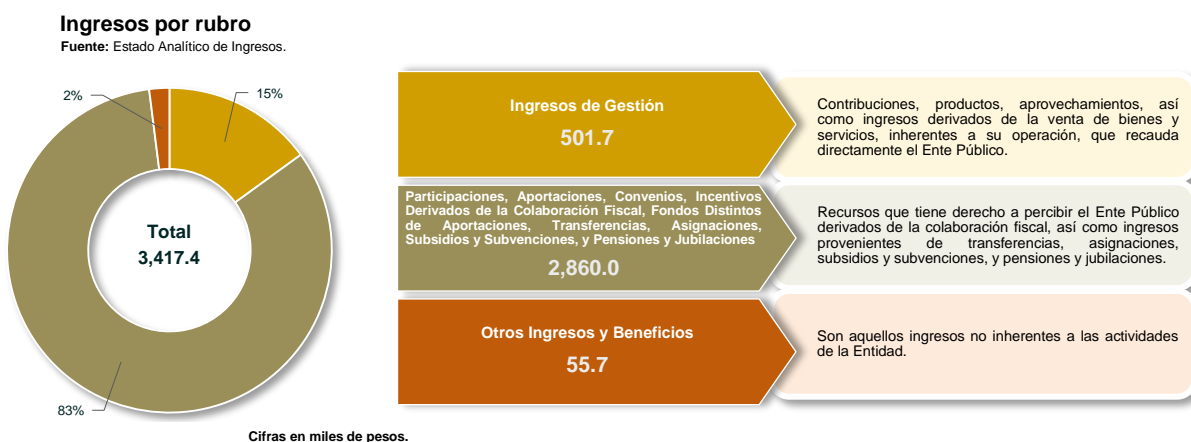 Ingresos por rubro
Fuente: Estado Analítico de Ingresos.
2%
15%
Total
3,417.4
83%
Ingresos de Gestión
501.7
Contribuciones, productos, aprovechamientos, así
como ingresos derivados de la venta de bienes y
servicios, inherentes a su operación, que recauda
directamente el Ente Público.
Participaciones, Aportaciones, Convenios, Incentivos
Derivados de la Colaboración Fiscal, Fondos Distintos
de Aportaciones, Transferencias, Asignaciones,
Subsidios y Subvenciones, y Pensiones y Jubilaciones
2,860.0
Recursos que tiene derecho a percibir el Ente Público
derivados de la colaboración fiscal, así como ingresos
provenientes de transferencias, asignaciones,
subsidios y subvenciones, y pensiones y jubilaciones.
Otros Ingresos y Beneficios
55.7
Son aquellos ingresos no inherentes a las actividades
de la Entidad.
Cifras en miles de pesos.